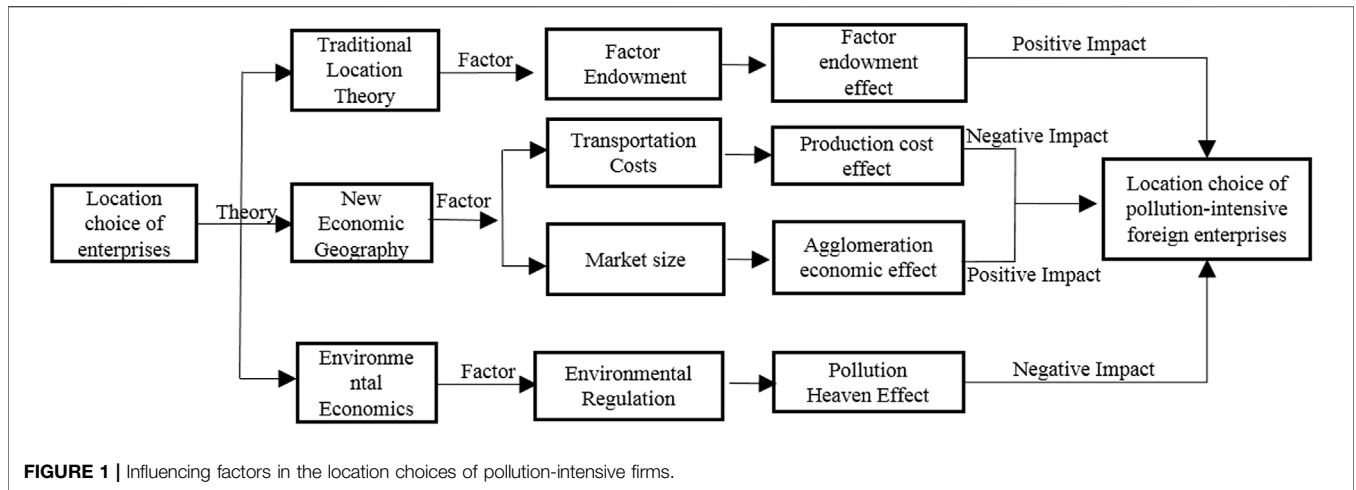 Location
choice of
enterprises
Theory
Traditional
Location
Theory
Factor
Factor
Endowment
Factor
endowment
effect
Positive Impact
New
Economic
Geography
Factor
Transportation
Costs
Production cost
effect
Negative Impact
Market size
Agglomeration
economic effect
Positive Impact
Environme
ntal
Economics
Factor
Environmental
Regulation
Pollution
Heaven Effect
Negative Impact
Location choice of
pollution-intensive
foreign enterprises
FIGURE 1 | Influencing factors in the location choices of pollution-intensive firms.